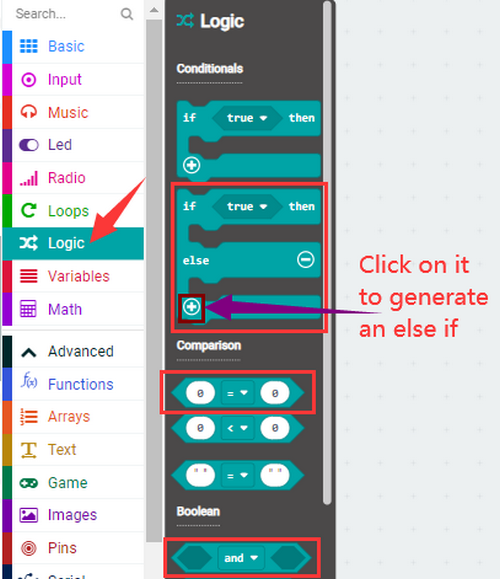 Search...
Basic
Input
Music
Led
Radio
Loops
Logic
Variables
Math
Advanced
f(x) Functions
Arrays
Text
Game
Images
Pins
Serial
Logic
Conditionals
if true then
if true then
else
Comparison
0 = 0
0 < 0
" " = " "
Boolean
and
Click on it
to generate
an else if